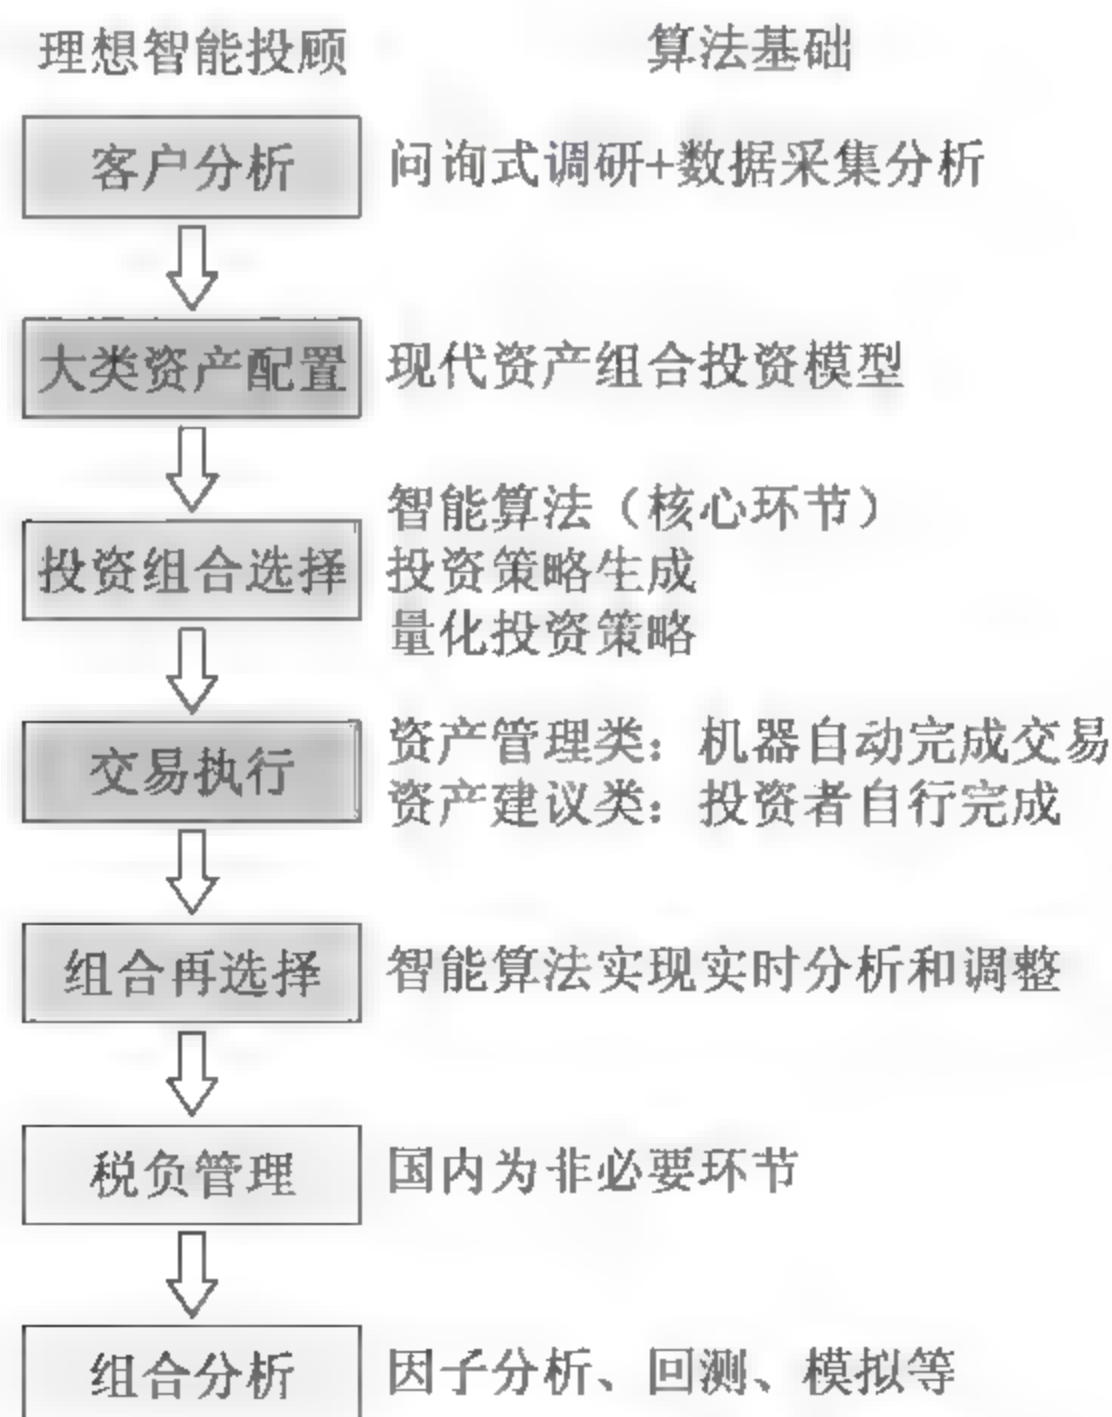 理想智能投顾 算法基础
客户分析 问询式调研+数据采集分析
大类资产配置 现代资产组合投资模型
智能算法（核心环节）
投资组合选择 投资策略生成
量化投资策略
资产管理类：机器自动完成交易
交易执行
资产建议类：投资者自行完成
组合再选择 智能算法实现实时分析和调整
税负管理 国内为非必要环节
组合分析 因子分析、回测、模拟等